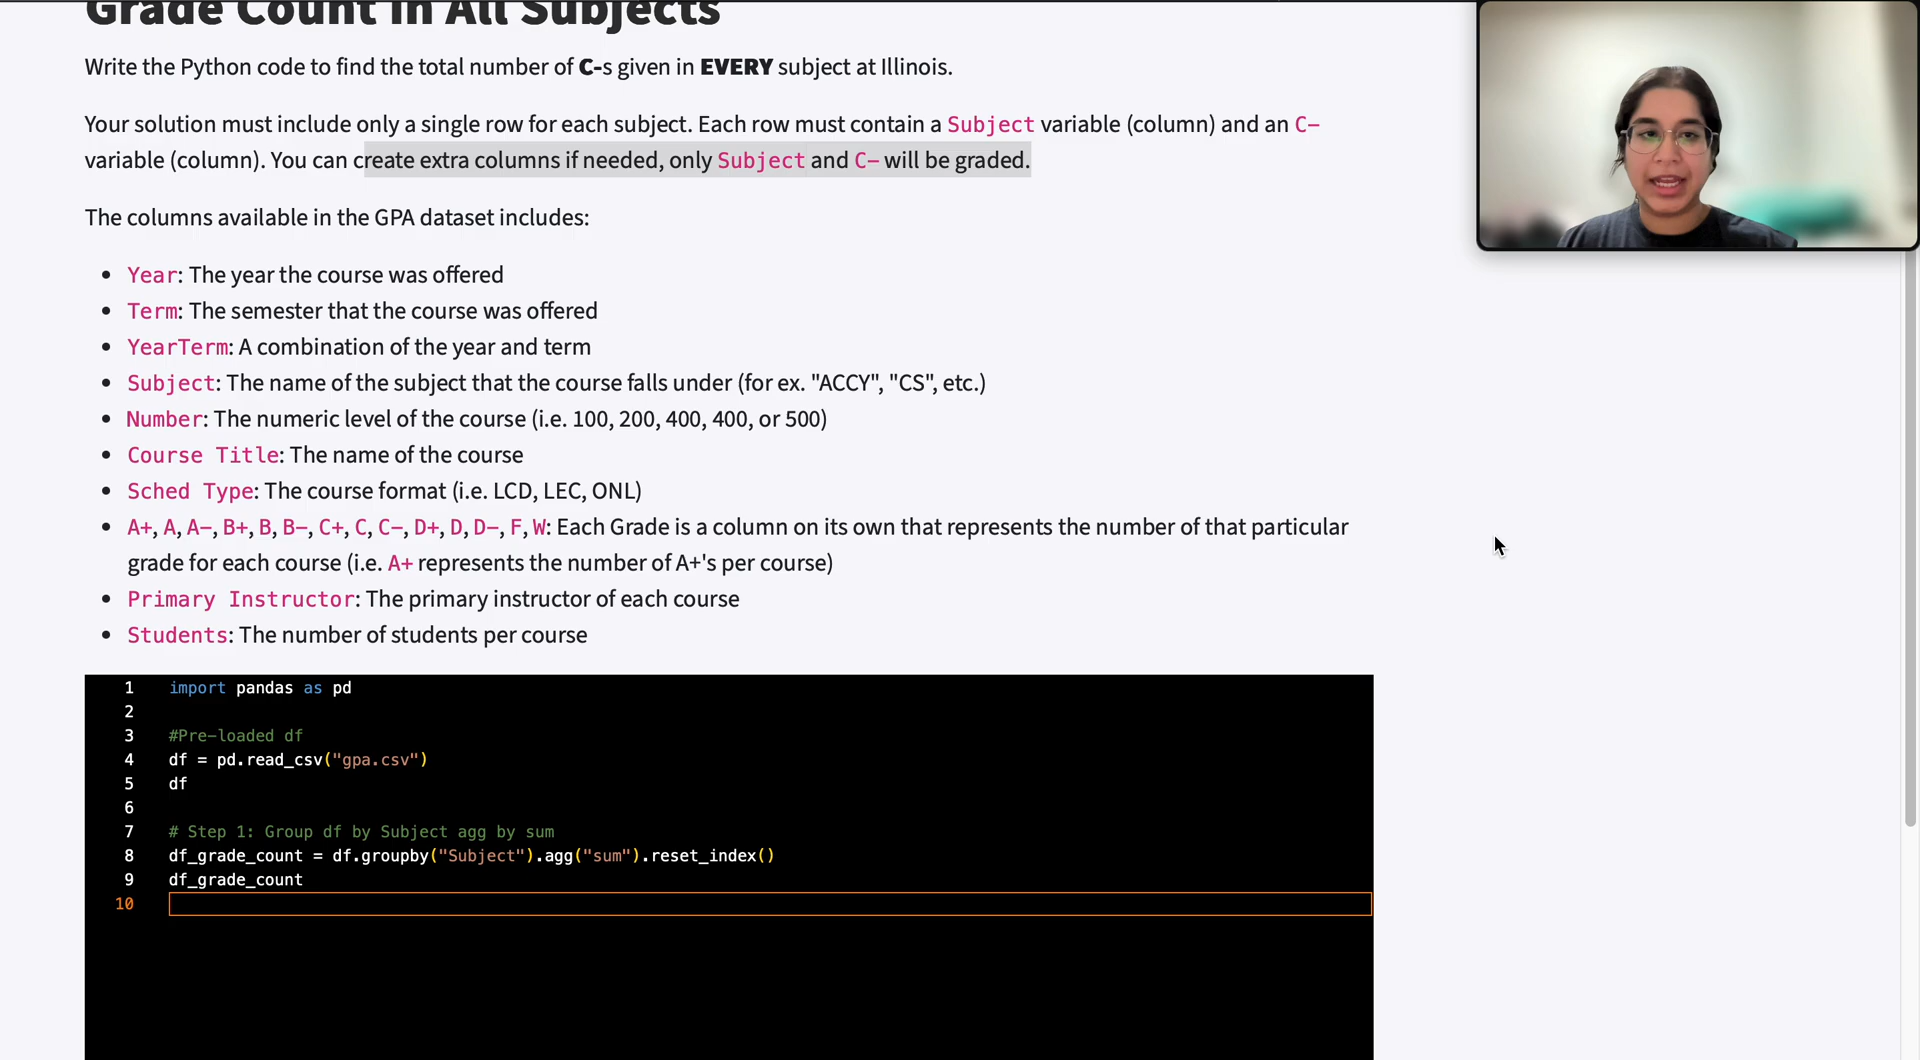 Grade Count in All Subjects
Write the Python code to find the total number of C-s given in EVERY subject at Illinois.
Your solution must include only a single row for each subject. Each row must contain a Subject variable (column) and an C-
variable (column). You can create extra columns if needed, only Subject and C- will be graded.
The columns available in the GPA dataset includes:
• Year: The year the course was offered
• Term: The semester that the course was offered
• YearTerm: A combination of the year and term
• Subject: The name of the subject that the course falls under (for ex. "ACCY", "CS", etc.)
• Number: The numeric level of the course (i.e. 100, 200, 400, 400, or 500)
• Course Title: The name of the course
• Sched Type: The course format (i.e. LCD, LEC, ONL)
• A+, A, A-, B+, B, B-, C+, C, C-, D+, D, D-, F, W: Each Grade is a column on its own that represents the number of that particular
grade for each course (i.e. A+ represents the number of A+'s per course)
• Primary Instructor: The primary instructor of each course
• Students: The number of students per course
1 import pandas as pd
2
3 #Pre-loaded df
4 df = pd.read_csv("gpa.csv")
5 df
6
7 # Step 1: Group df by Subject agg by sum
8 df_grade_count = df.groupby("Subject").agg("sum").reset_index()
9 df_grade_count
10